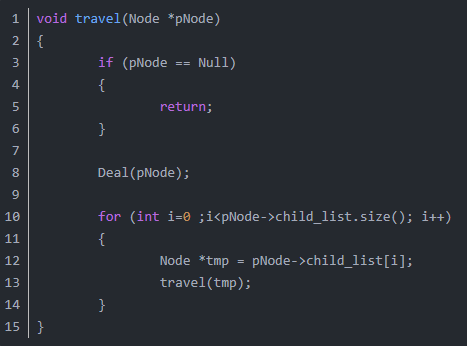 1 void travel(Node *pNode)
2 {
3         if (pNode == Null)
4         {
5                 return;
6         }
7
8         Deal(pNode);
9
10         for (int i=0 ;i<pNode->child_list.size(); i++)
11         {
12                 Node *tmp = pNode->child_list[i];
13                 travel(tmp);
14         }
15 }